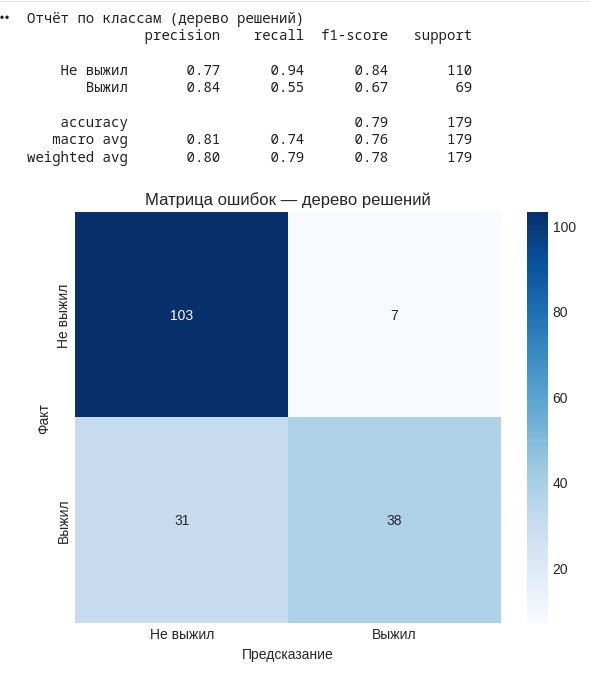 •• Отчёт по классам (дерево решений)
precision recall f1-score support
Не выжил 0.77 0.94 0.84 110
Выжил 0.84 0.55 0.67 69
accuracy 0.79 179
macro avg 0.81 0.74 0.76 179
weighted avg 0.80 0.79 0.78 179
Матрица ошибок — дерево решений
Факт
Не выжил
103 7
Выжил
31 38
Не выжил Выжил
Предсказание
100
80
60
40
20